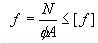 f = N/ϕA ≤ [f]